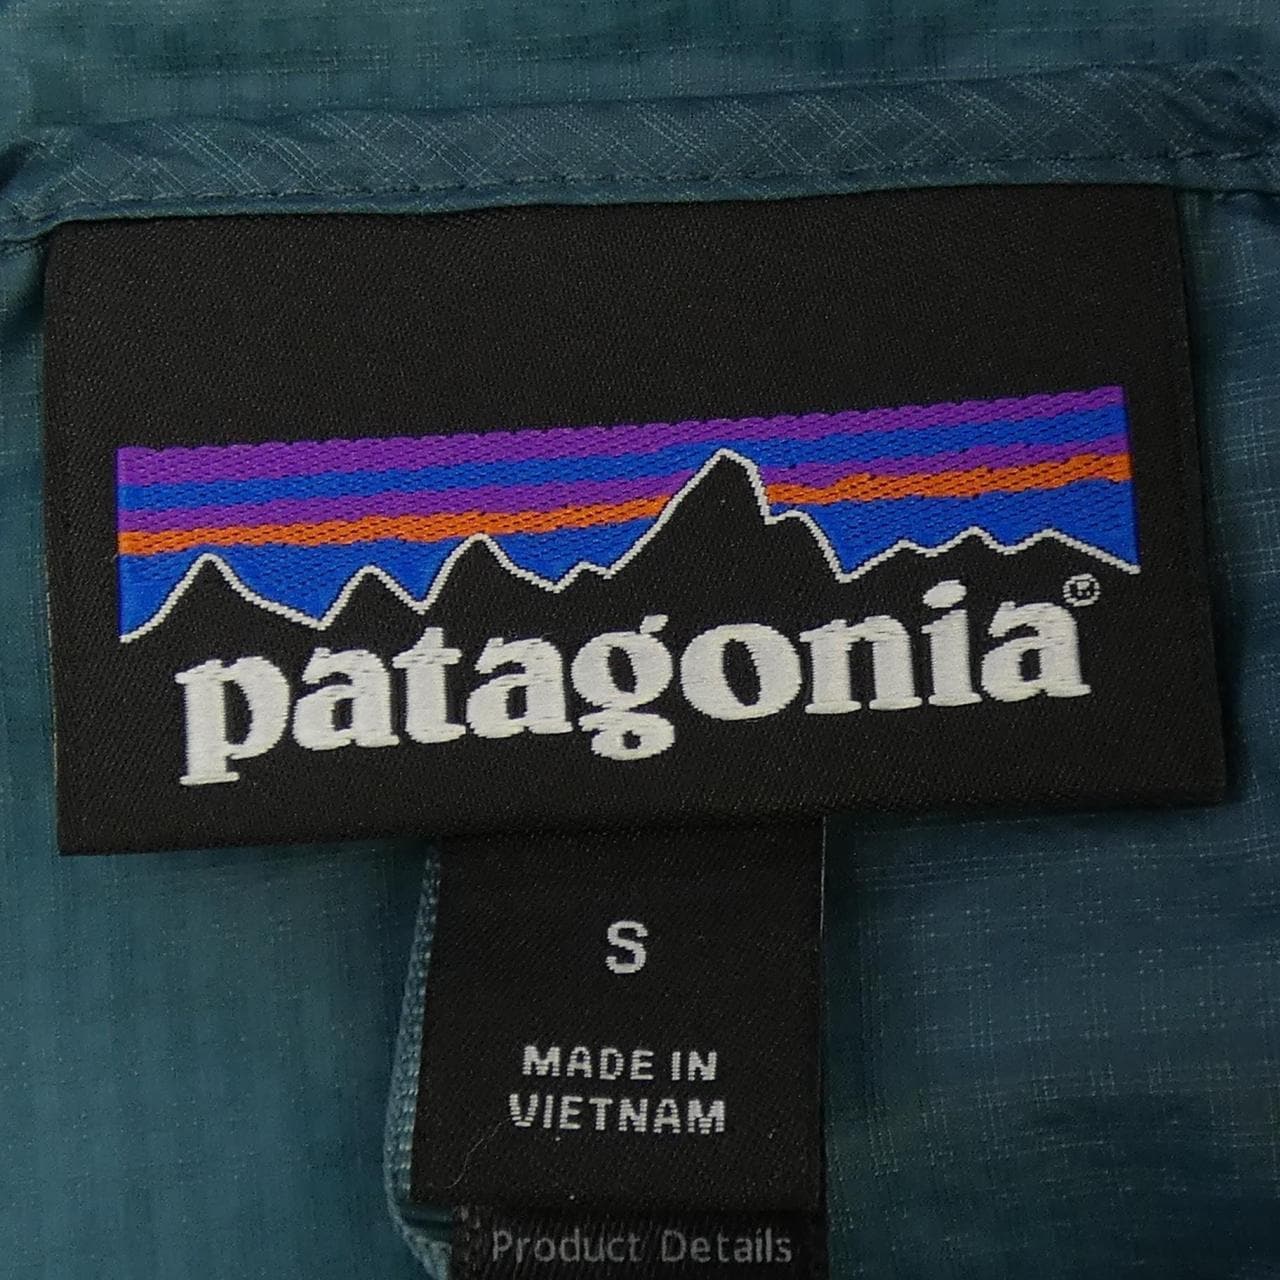 patagonia®
S
MADE IN
VIETNAM
Product Details